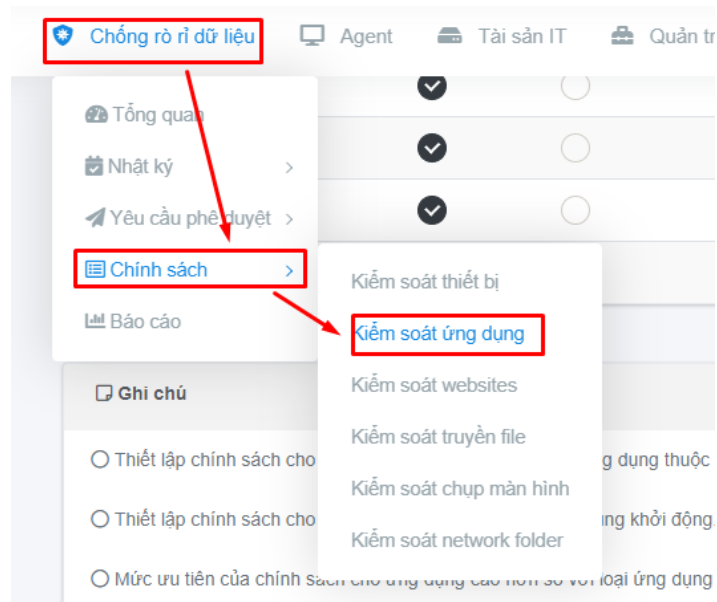 Chống rò rỉ dữ liệu Agent Tài sản IT Quản
Tổng quan
Nhật ký
Yêu cầu phê duyệt
Chính sách
Báo cáo
Kiểm soát thiết bị
Kiểm soát ứng dụng
Kiểm soát websites
Kiểm soát truyền file
Kiểm soát chụp màn hình
Kiểm soát network folder
Ghi chú
Thiết lập chính sách cho g dụng thuộc
Thiết lập chính sách cho ng khởi động
Mức ưu tiên của chính sách cho ứng dụng cao hơn so với loại ứng dụng